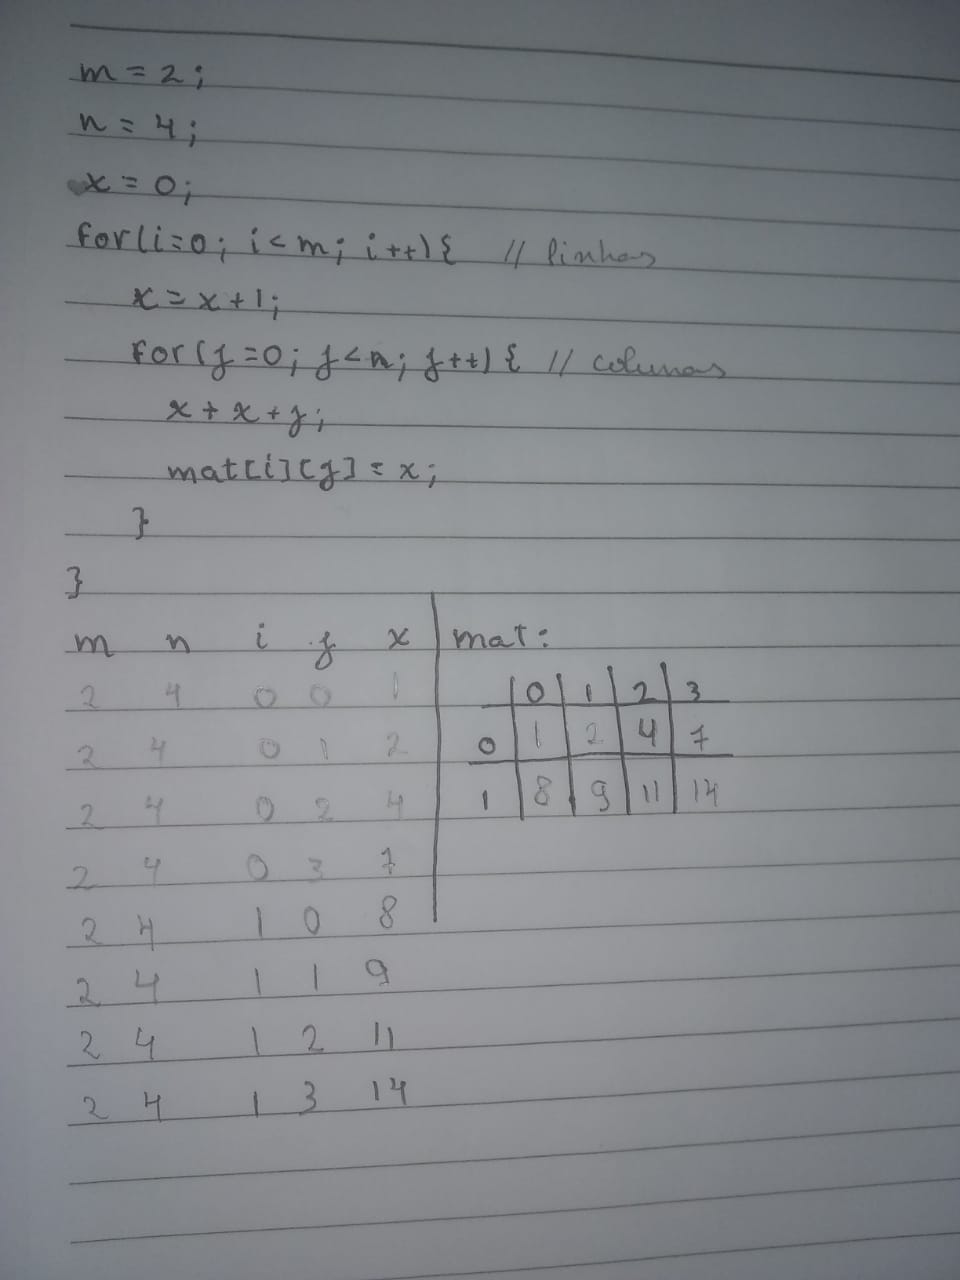 m = 2;
n = 4;
x = 0;
for(i=0; i<m; i++){ // linhas
x = x+1;
for(j=0; j<n; j++) { // colunas
x + x + j;
mat[i][j] = x;
}
}
m n i j x mat:
2 4 0 0 1
0 1 2 3
2 4 0 1 2
0 1 2 4 7
2 4 0 2 4
1 8 9 11 14
2 4 0 3 7
2 4 1 0 8
2 4 1 1 9
2 4 1 2 11
2 4 1 3 14